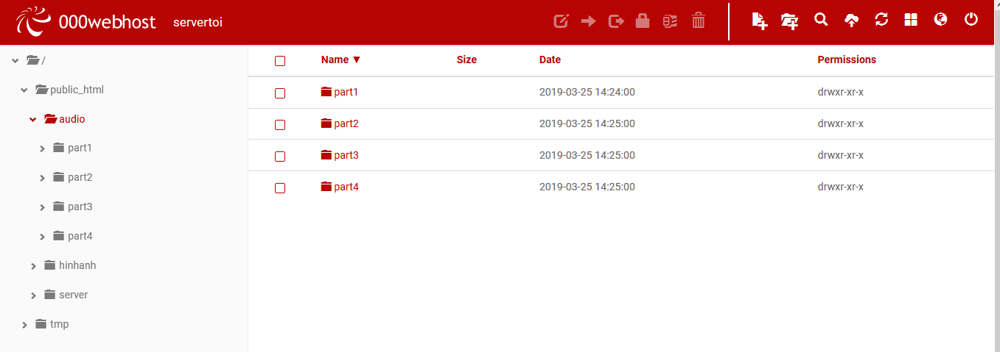 000webhost servertoi
/
public_html
audio
part1
part2
part3
part4
hinhanh
server
tmp
Name ▼ Size Date Permissions
part1 2019-03-25 14:24:00 drwxr-xr-x
part2 2019-03-25 14:25:00 drwxr-xr-x
part3 2019-03-25 14:25:00 drwxr-xr-x
part4 2019-03-25 14:25:00 drwxr-xr-x